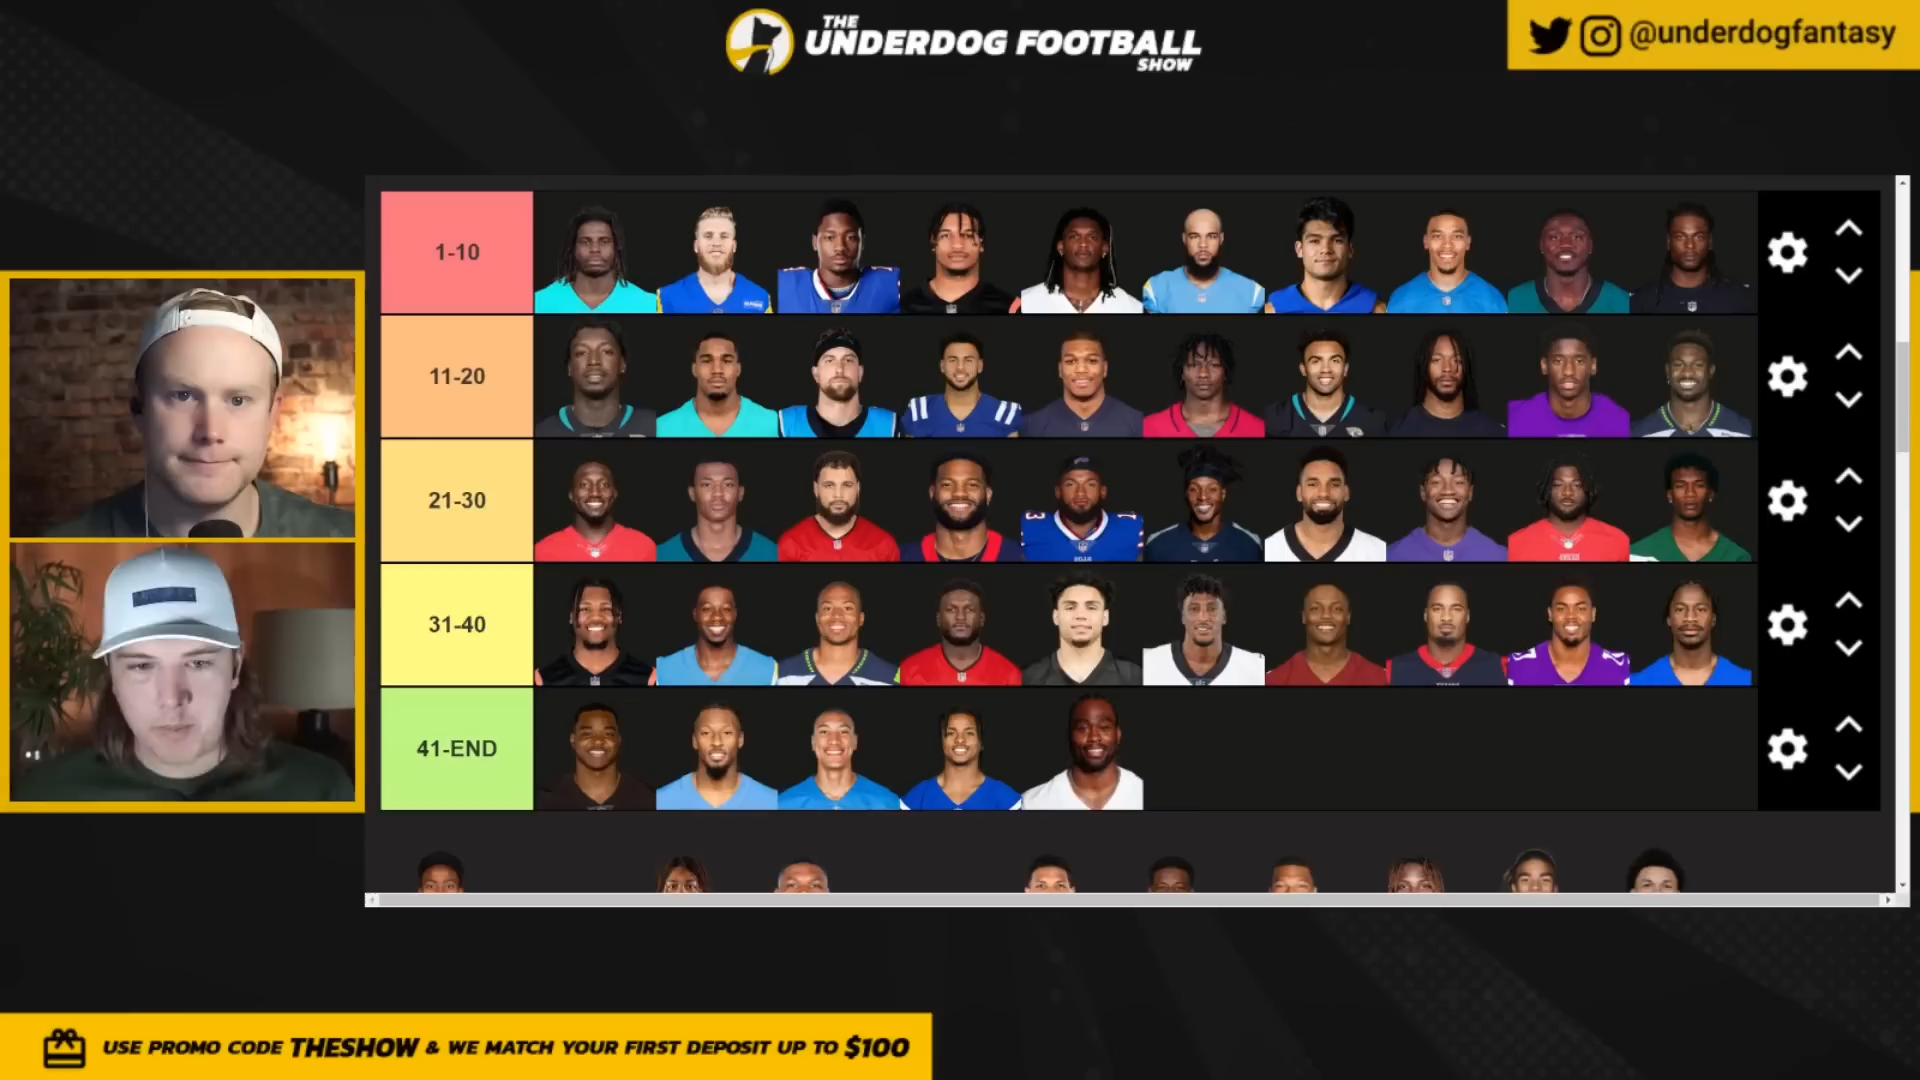 THE
UNDERDOG FOOTBALL
SHOW
@underdogfantasy
1-10
11-20
21-30
31-40
41-END
USE PROMO CODE THESHOW & WE MATCH YOUR FIRST DEPOSIT UP TO $100